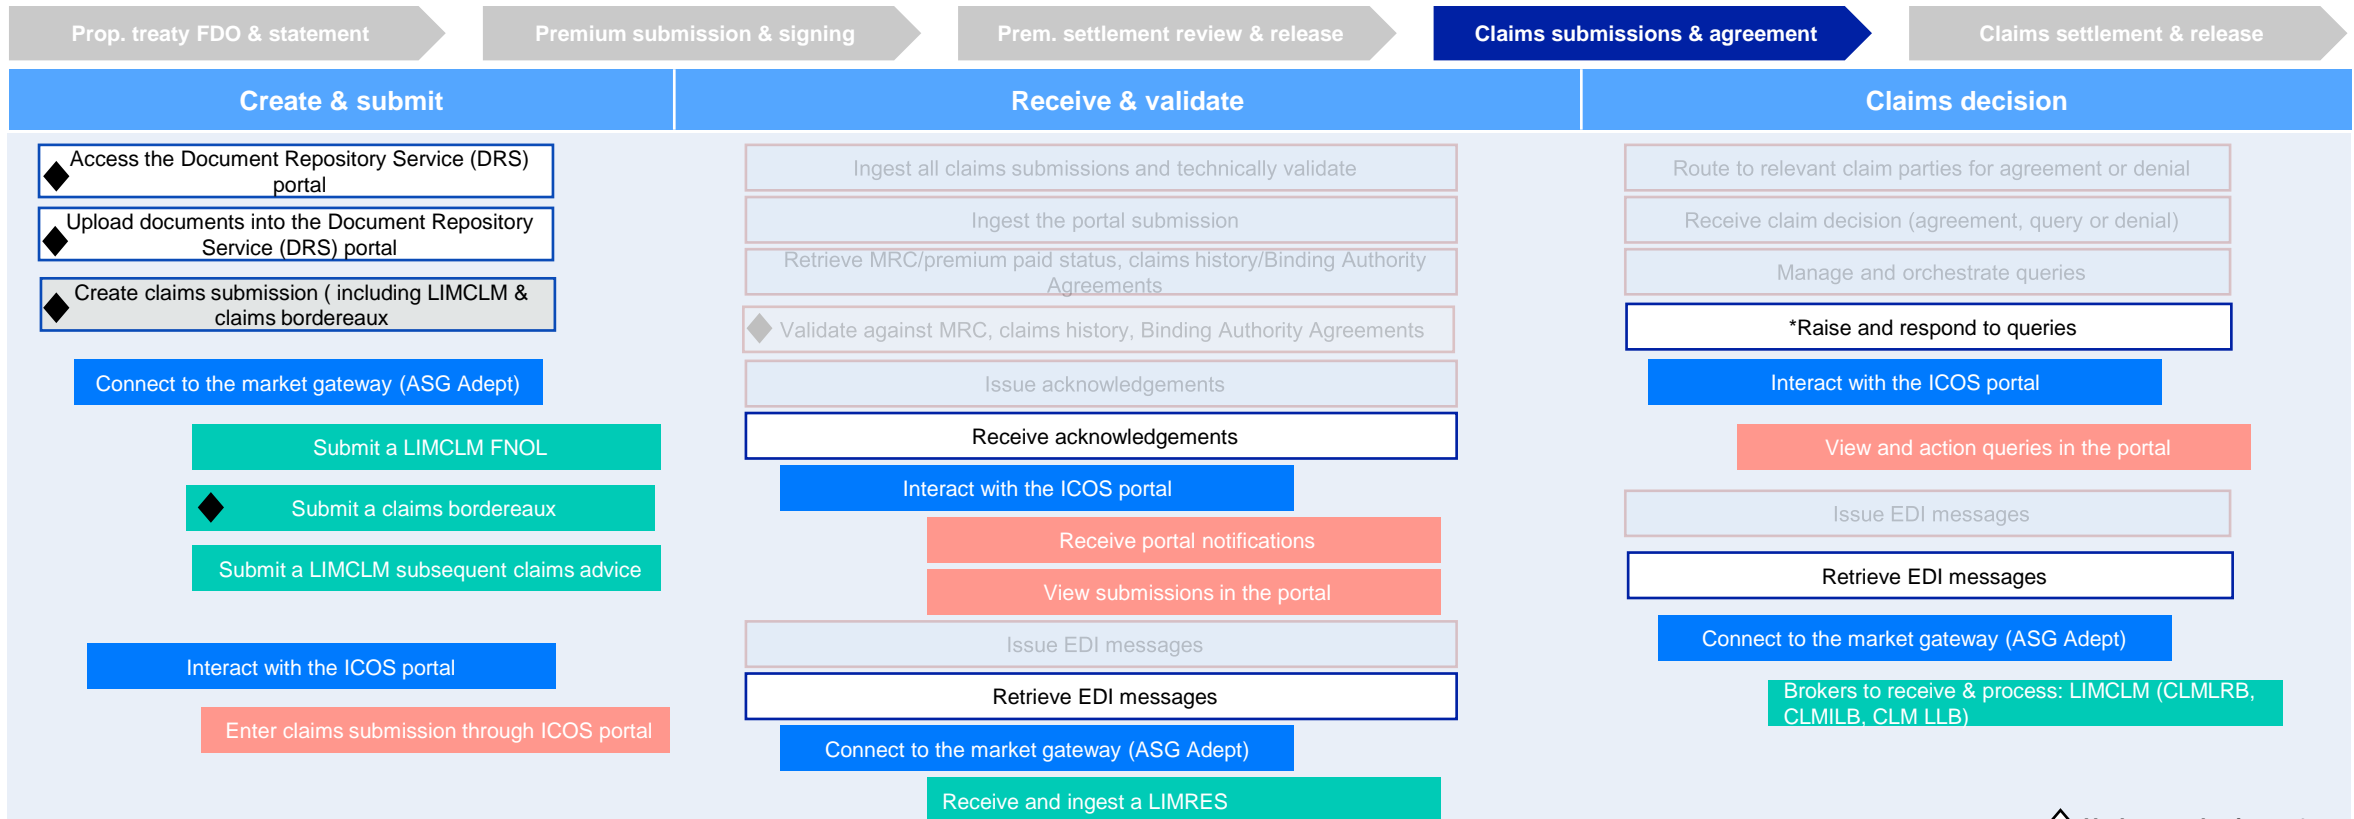 Prop. treaty FDO & statement
Premium submission & signing
Prem. settlement review & release
Claims submissions & agreement
Claims settlement & release
Create & submit
Receive & validate
Claims decision
Access the Document Repository Service (DRS)
portal
Upload documents into the Document Repository
Service (DRS) portal
Create claims submission ( including LIMCLM &
claims bordereaux
Connect to the market gateway (ASG Adept)
Submit a LIMCLM FNOL
Submit a claims bordereaux
Submit a LIMCLM subsequent claims advice
Interact with the ICOS portal
Enter claims submission through ICOS portal
Ingest all claims submissions and technically validate
Ingest the portal submission
Retrieve MRC/premium paid status, claims history/Binding Authority
Agreements
Validate against MRC, claims history, Binding Authority Agreements
Issue acknowledgements
Receive acknowledgements
Interact with the ICOS portal
Receive portal notifications
View submissions in the portal
Issue EDI messages
Retrieve EDI messages
Connect to the market gateway (ASG Adept)
Receive and ingest a LIMRES
Route to relevant claim parties for agreement or denial
Receive claim decision (agreement, query or denial)
Manage and orchestrate queries
*Raise and respond to queries
Interact with the ICOS portal
View and action queries in the portal
Issue EDI messages
Retrieve EDI messages
Connect to the market gateway (ASG Adept)
Brokers to receive & process: LIMCLM (CLMLRB,
CLMILB, CLM LLB)